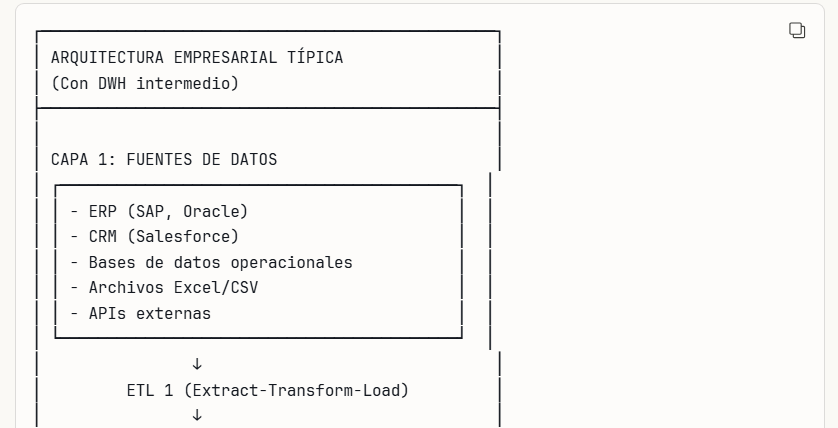 ARQUITECTURA EMPRESARIAL TÍPICA
(Con DWH intermedio)
CAPA 1: FUENTES DE DATOS
- ERP (SAP, Oracle)
- CRM (Salesforce)
- Bases de datos operacionales
- Archivos Excel/CSV
- APIs externas
↓
ETL 1 (Extract-Transform-Load)
↓